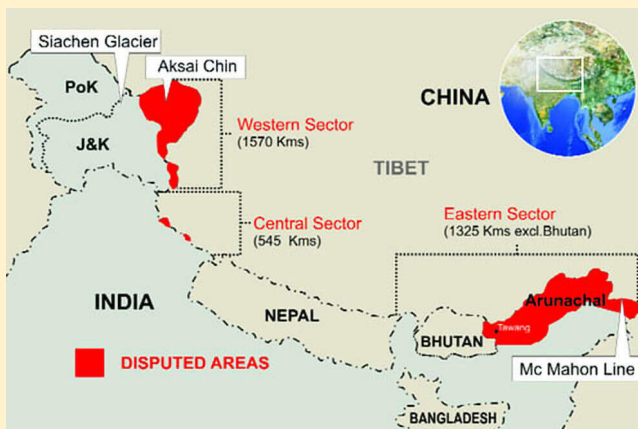 Siachen Glacier
PoK
Aksai Chin
J&K
CHINA
Western Sector
(1570 Kms)
TIBET
Central Sector
(545 Kms)
Eastern Sector
(1325 Kms excl.Bhutan)
INDIA
NEPAL
Arunachal
Tawang
BHUTAN
DISPUTED AREAS
Mc Mahon Line
BANGLADESH